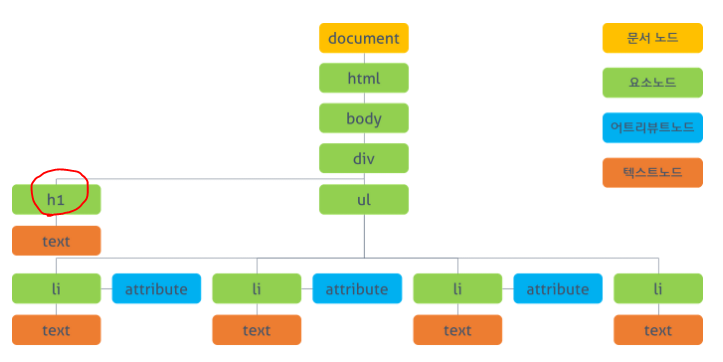 document
문서 노드
html
요소노드
body
어트리뷰트노드
div
텍스트노드
h1
ul
text
li
attribute
li
attribute
li
attribute
li
text
text
text
text